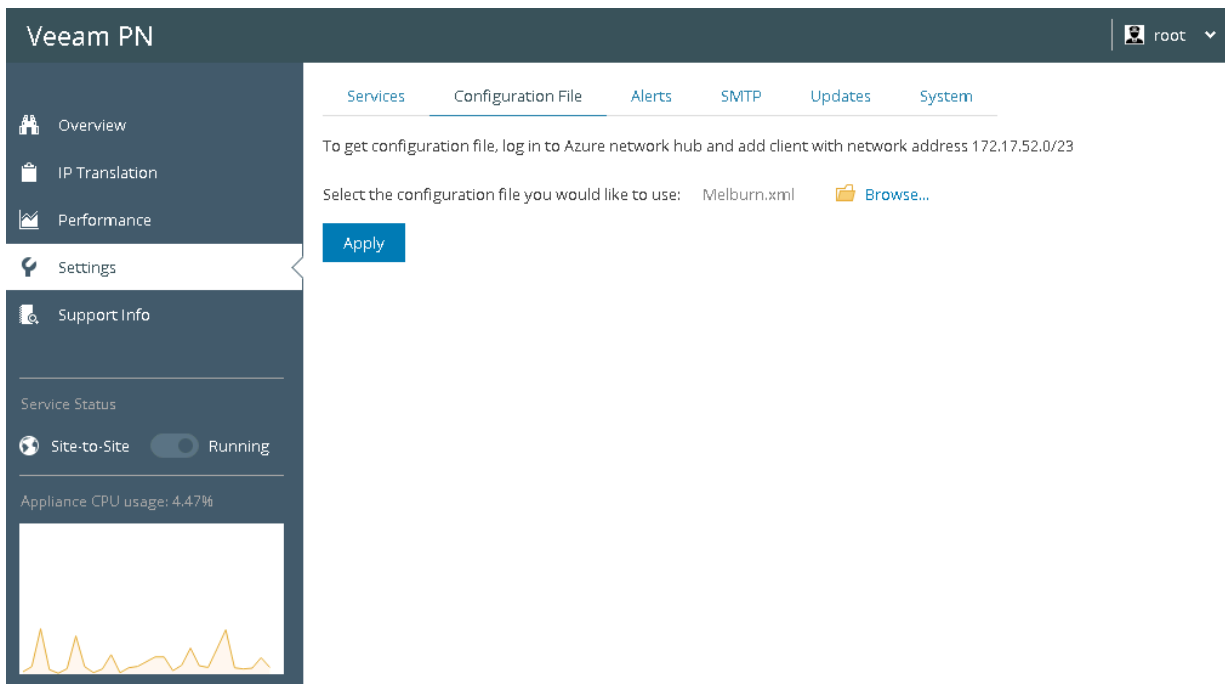 Veeam PN
root
Services Configuration File Alerts SMTP Updates System
Overview
IP Translation
Performance
Settings
Support Info
To get configuration file, log in to Azure network hub and add client with network address 172.17.52.0/23
Select the configuration file you would like to use: Melburn.xml Browse...
Apply
Service Status
Site-to-Site Running
Appliance CPU usage: 4.47%